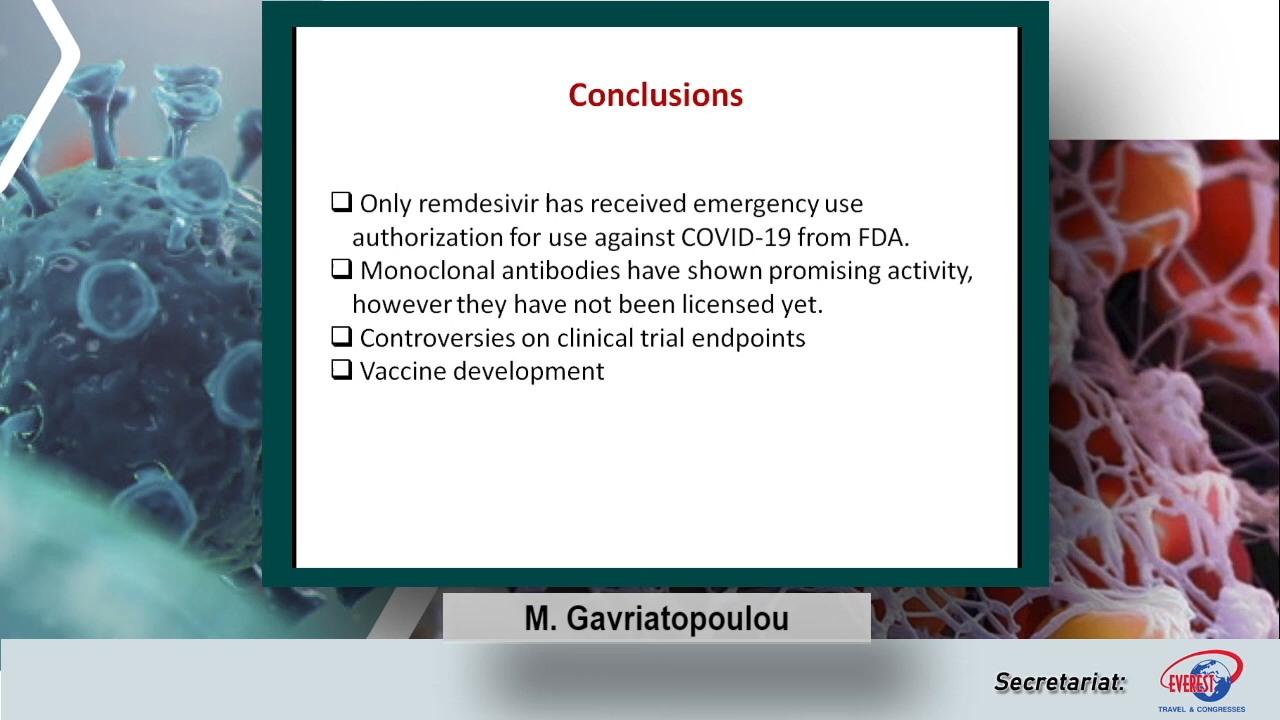 Conclusions
❑ Only remdesivir has received emergency use
authorization for use against COVID-19 from FDA.
❑ Monoclonal antibodies have shown promising activity,
however they have not been licensed yet.
❑ Controversies on clinical trial endpoints
❑ Vaccine development
M. Gavriatopoulou
Secretariat:
EVEREST
TRAVEL & CONGRESSES